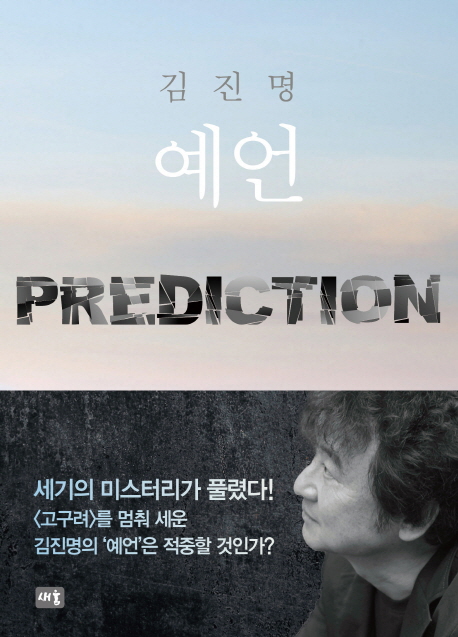 김진명
예언
PREDICTION
세기의 미스터리가 풀렸다!
<고구려>를 멈춰 세운
김진명의 '예언'은 적중할 것인가?
새움